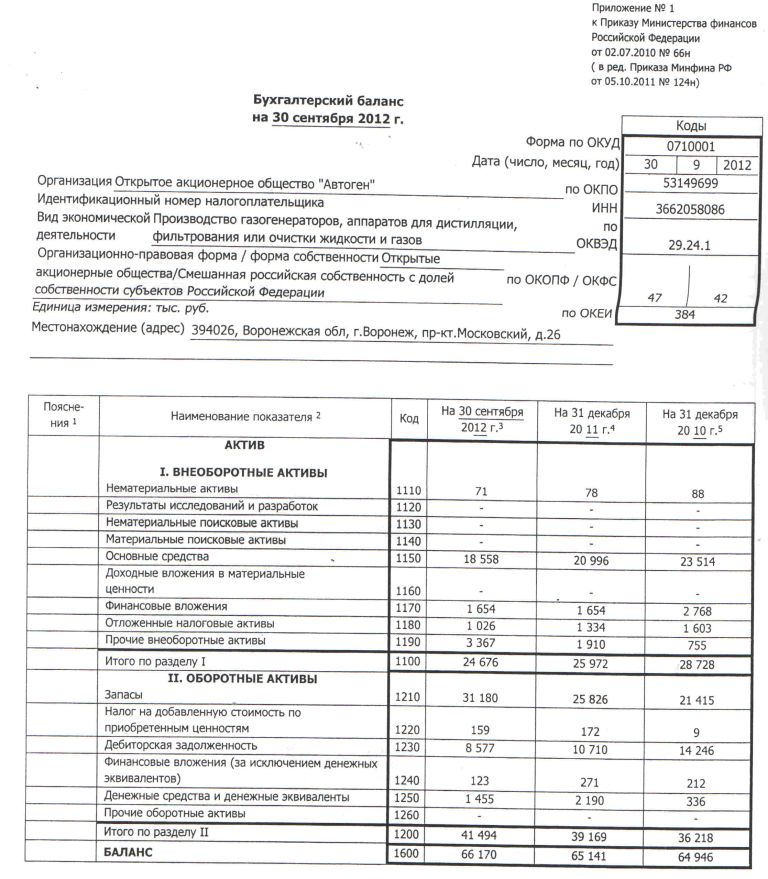 Приложение № 1
к Приказу Министерства финансов
Российской Федерации
от 02.07.2010 № 66н
( в ред. Приказа Минфина РФ
от 05.10.2011 № 124н)
Бухгалтерский баланс
на 30 сентября 2012 г.
Коды
Форма по ОКУД 0710001
Дата (число, месяц, год) 30 9 2012
Организация Открытое акционерное общество "Автоген" по ОКПО 53149699
Идентификационный номер налогоплательщика ИНН 3662058086
Вид экономической Производство газогенераторов, аппаратов для дистилляции, по
деятельности фильтрования или очистки жидкости и газов ОКВЭД 29.24.1
Организационно-правовая форма / форма собственности Открытые
акционерные общества/Смешанная российская собственность с долей по ОКОПФ / ОКФС
собственности субъектов Российской Федерации 47 42
Единица измерения: тыс. руб. по ОКЕИ 384
Местонахождение (адрес) 394026, Воронежская обл, г.Воронеж, пр-кт.Московский, д.26
Поясне- На 30 сентября На 31 декабря На 31 декабря
ния 1 Наименование показателя 2 Код 2012 г.3 20 11 г.4 20 10 г.5
АКТИВ
I. ВНЕОБОРОТНЫЕ АКТИВЫ
Нематериальные активы 1110 71 78 88
Результаты исследований и разработок 1120 - - -
Нематериальные поисковые активы 1130 - - -
Материальные поисковые активы 1140 - - -
Основные средства 1150 18 558 20 996 23 514
Доходные вложения в материальные
ценности 1160 - - -
Финансовые вложения 1170 1 654 1 654 2 768
Отложенные налоговые активы 1180 1 026 1 334 1 603
Прочие внеоборотные активы 1190 3 367 1 910 755
Итого по разделу I 1100 24 676 25 972 28 728
II. ОБОРОТНЫЕ АКТИВЫ
Запасы 1210 31 180 25 826 21 415
Налог на добавленную стоимость по
приобретенным ценностям 1220 159 172 9
Дебиторская задолженность 1230 8 577 10 710 14 246
Финансовые вложения (за исключением денежных
эквивалентов) 1240 123 271 212
Денежные средства и денежные эквиваленты 1250 1 455 2 190 336
Прочие оборотные активы 1260 - - -
Итого по разделу II 1200 41 494 39 169 36 218
БАЛАНС 1600 66 170 65 141 64 946